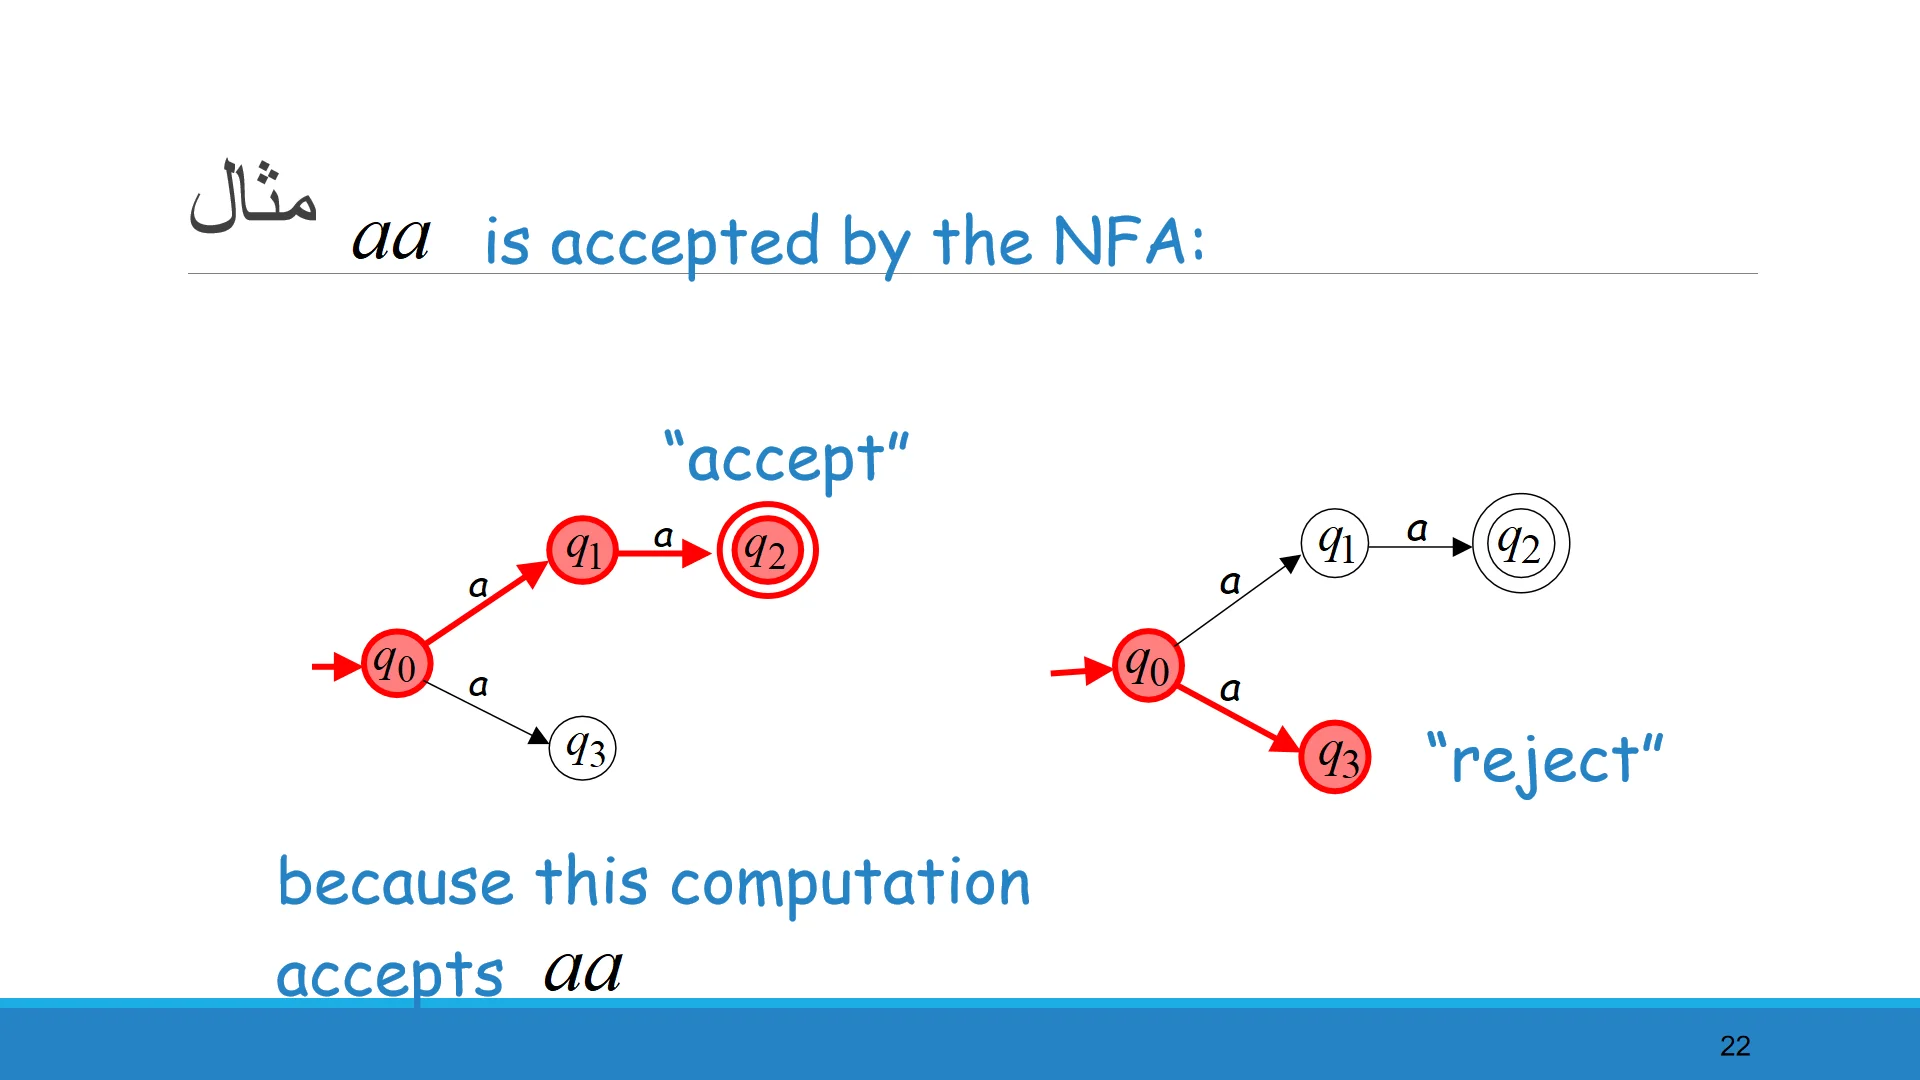 مثال
aa is accepted by the NFA:
“accept”
q1 a q2
a
q0
a
q3
q1 a q2
a
q0
a
q3
“reject”
because this computation
accepts aa
22